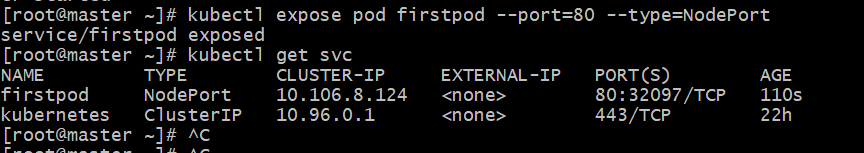 [root@master ~]# kubectl expose pod firstpod --port=80 --type=NodePort
service/firstpod exposed
[root@master ~]# kubectl get svc
NAME TYPE CLUSTER-IP EXTERNAL-IP PORT(S) AGE
firstpod NodePort 10.106.8.124 <none> 80:32097/TCP 110s
kubernetes ClusterIP 10.96.0.1 <none> 443/TCP 22h
[root@master ~]# ^C
[root@master ~]# ^C